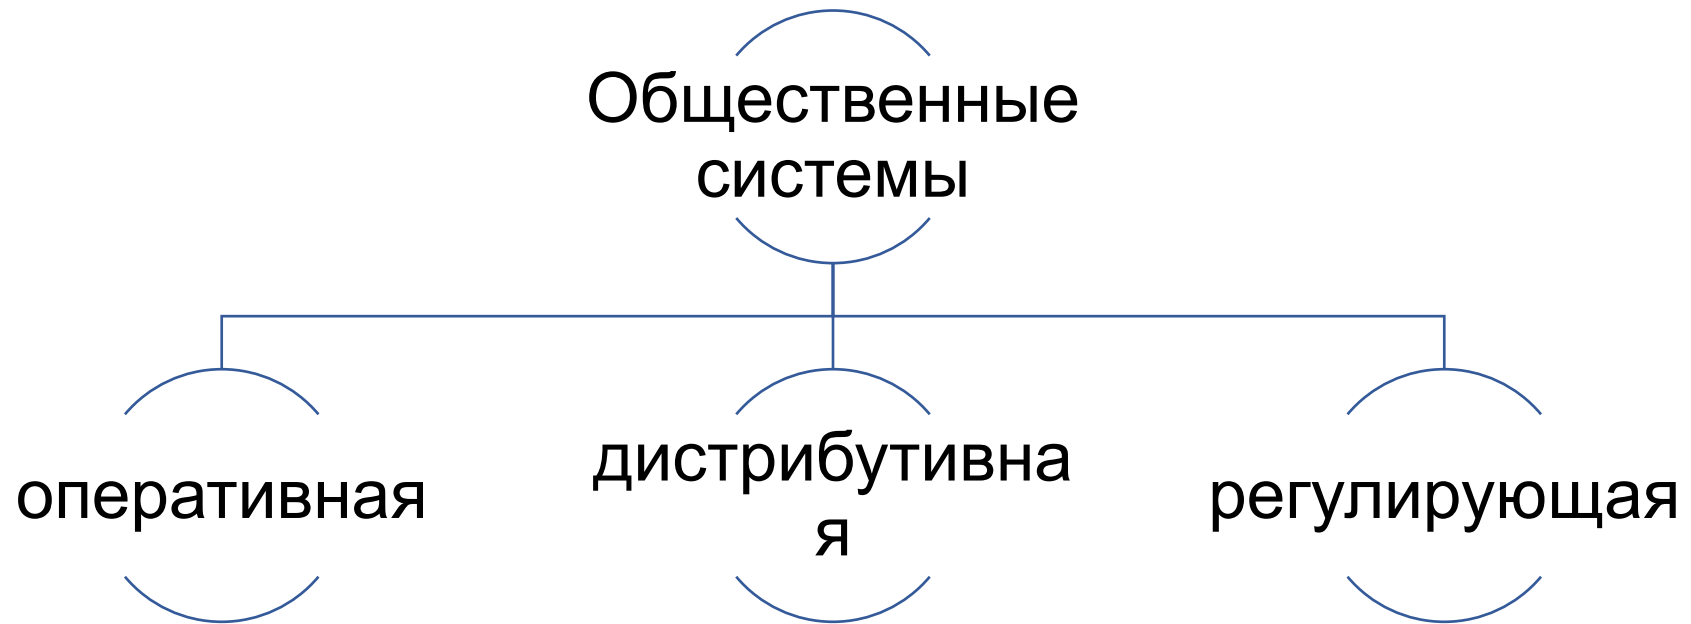 Общественные
системы
оперативная
дистрибутивна
я
регулирующая